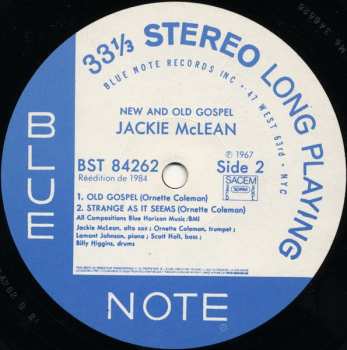 33⅓ STEREO LONG PLAYING
BLUE NOTE RECORDS INC • 47 WEST 63rd • NYC
NEW AND OLD GOSPEL
JACKIE McLEAN
BST 84262
Réédition de 1984
℗ 1967
Side 2
SACEM
1. OLD GOSPEL (Ornette Coleman)
2. STRANGE AS IT SEEMS (Ornette Coleman)
All Compositions Blue Horizon Music/BMI
Jackie McLean, alto sax ; Ornette Coleman, trumpet ;
Lamont Johnson, piano ; Scott Holt, bass ;
Billy Higgins, drums
BLUE
NOTE